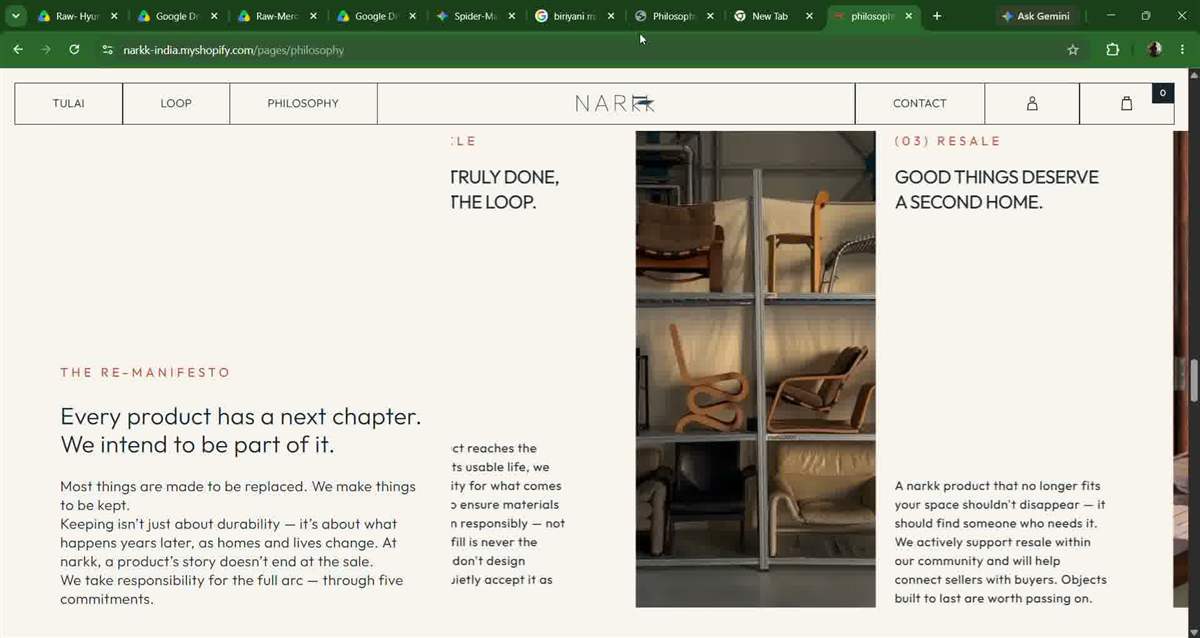 Raw- Hyu
Google Dr
Raw-Merc
Google Dr
Spider-Ma
biriyani m
Philosoph
New Tab
philosoph
Ask Gemini
narkk-india.myshopify.com/pages/philosophy
TULAI
LOOP
PHILOSOPHY
NARKK
CONTACT
0
THE RE-MANIFESTO
Every product has a next chapter.
We intend to be part of it.
Most things are made to be replaced. We make things
to be kept.
Keeping isn't just about durability — it's about what
happens years later, as homes and lives change. At
narkk, a product's story doesn't end at the sale.
We take responsibility for the full arc — through five
commitments.
CLE
TRULY DONE,
THE LOOP.
ct reaches the
ts usable life, we
ity for what comes
o ensure materials
n responsibly — not
fill is never the
don't design
uietly accept it as
(03) RESALE
GOOD THINGS DESERVE
A SECOND HOME.
A narkk product that no longer fits
your space shouldn't disappear — it
should find someone who needs it.
We actively support resale within
our community and will help
connect sellers with buyers. Objects
built to last are worth passing on.